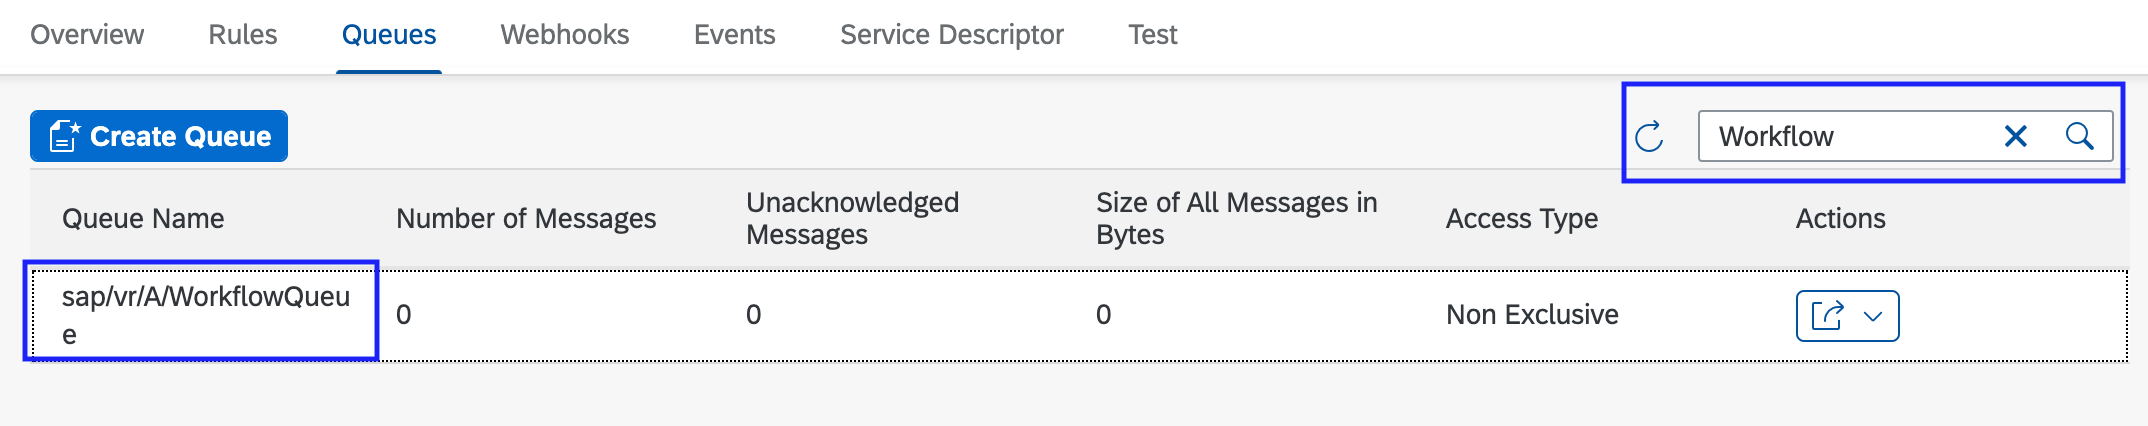 Overview Rules Queues Webhooks Events Service Descriptor Test
Create Queue
Workflow
Queue Name Number of Messages Unacknowledged Messages Size of All Messages in Bytes Access Type Actions
sap/vr/A/WorkflowQueu
e
0 0 0 Non Exclusive